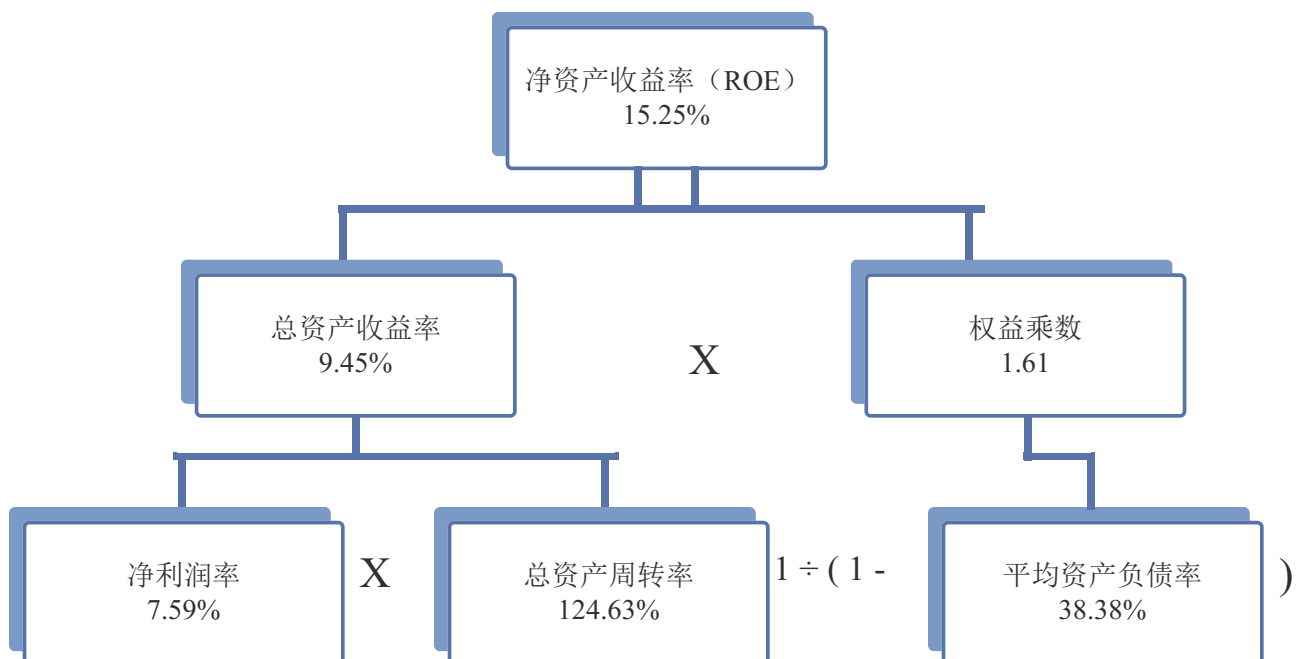 净资产收益率（ROE）
15.25%
总资产收益率
9.45%
X
权益乘数
1.61
净利润率
7.59%
X
总资产周转率
124.63%
1 ÷ ( 1 -
平均资产负债率
38.38%
)